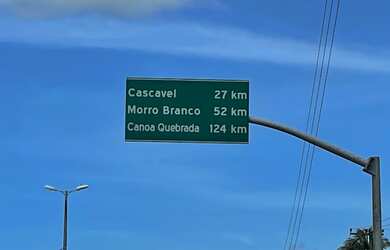 Cascavel 27 km
Morro Branco 52 km
Canoa Quebrada 124 km